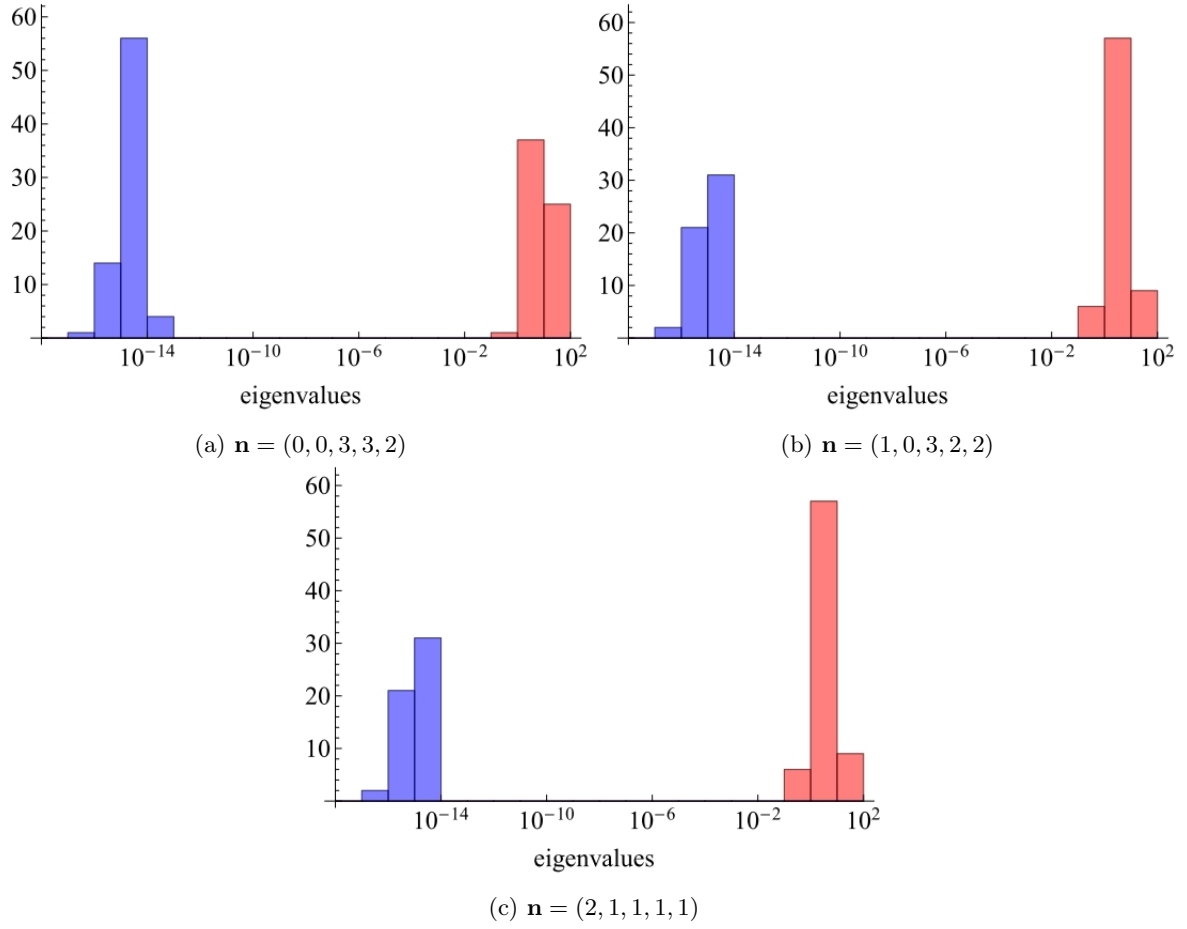 60
50
40
30
20
10
10^{-14} 10^{-10} 10^{-6} 10^{-2} 10^{2}
eigenvalues
(a) n = (0, 0, 3, 3, 2)
60
50
40
30
20
10
10^{-14} 10^{-10} 10^{-6} 10^{-2} 10^{2}
eigenvalues
(b) n = (1, 0, 3, 2, 2)
60
50
40
30
20
10
10^{-14} 10^{-10} 10^{-6} 10^{-2} 10^{2}
eigenvalues
(c) n = (2, 1, 1, 1, 1)